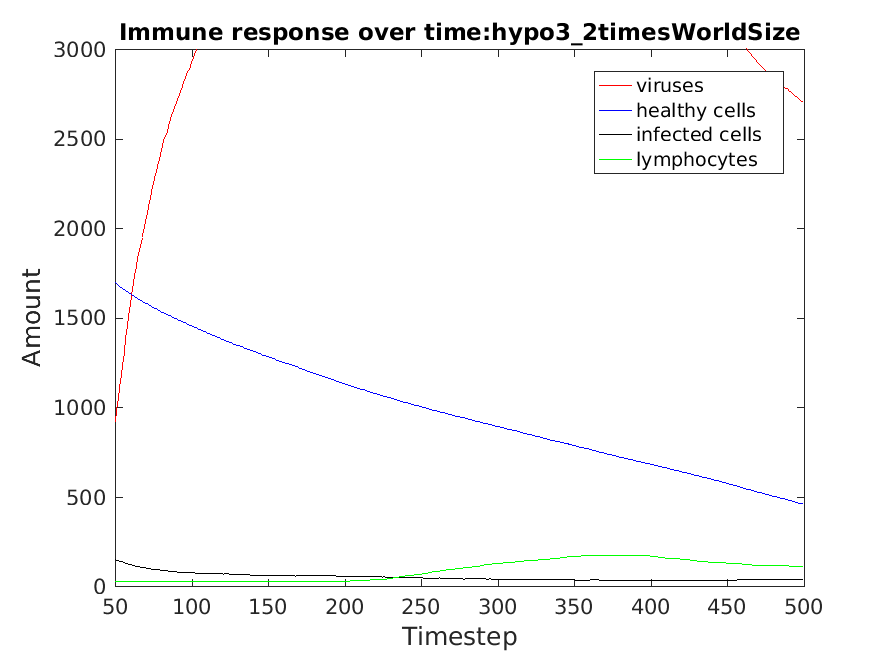 Immune response over time:hypo3_2timesWorldSize
3000
2500
2000
1500
1000
500
0
Amount
viruses
healthy cells
infected cells
lymphocytes
50 100 150 200 250 300 350 400 450 500
Timestep